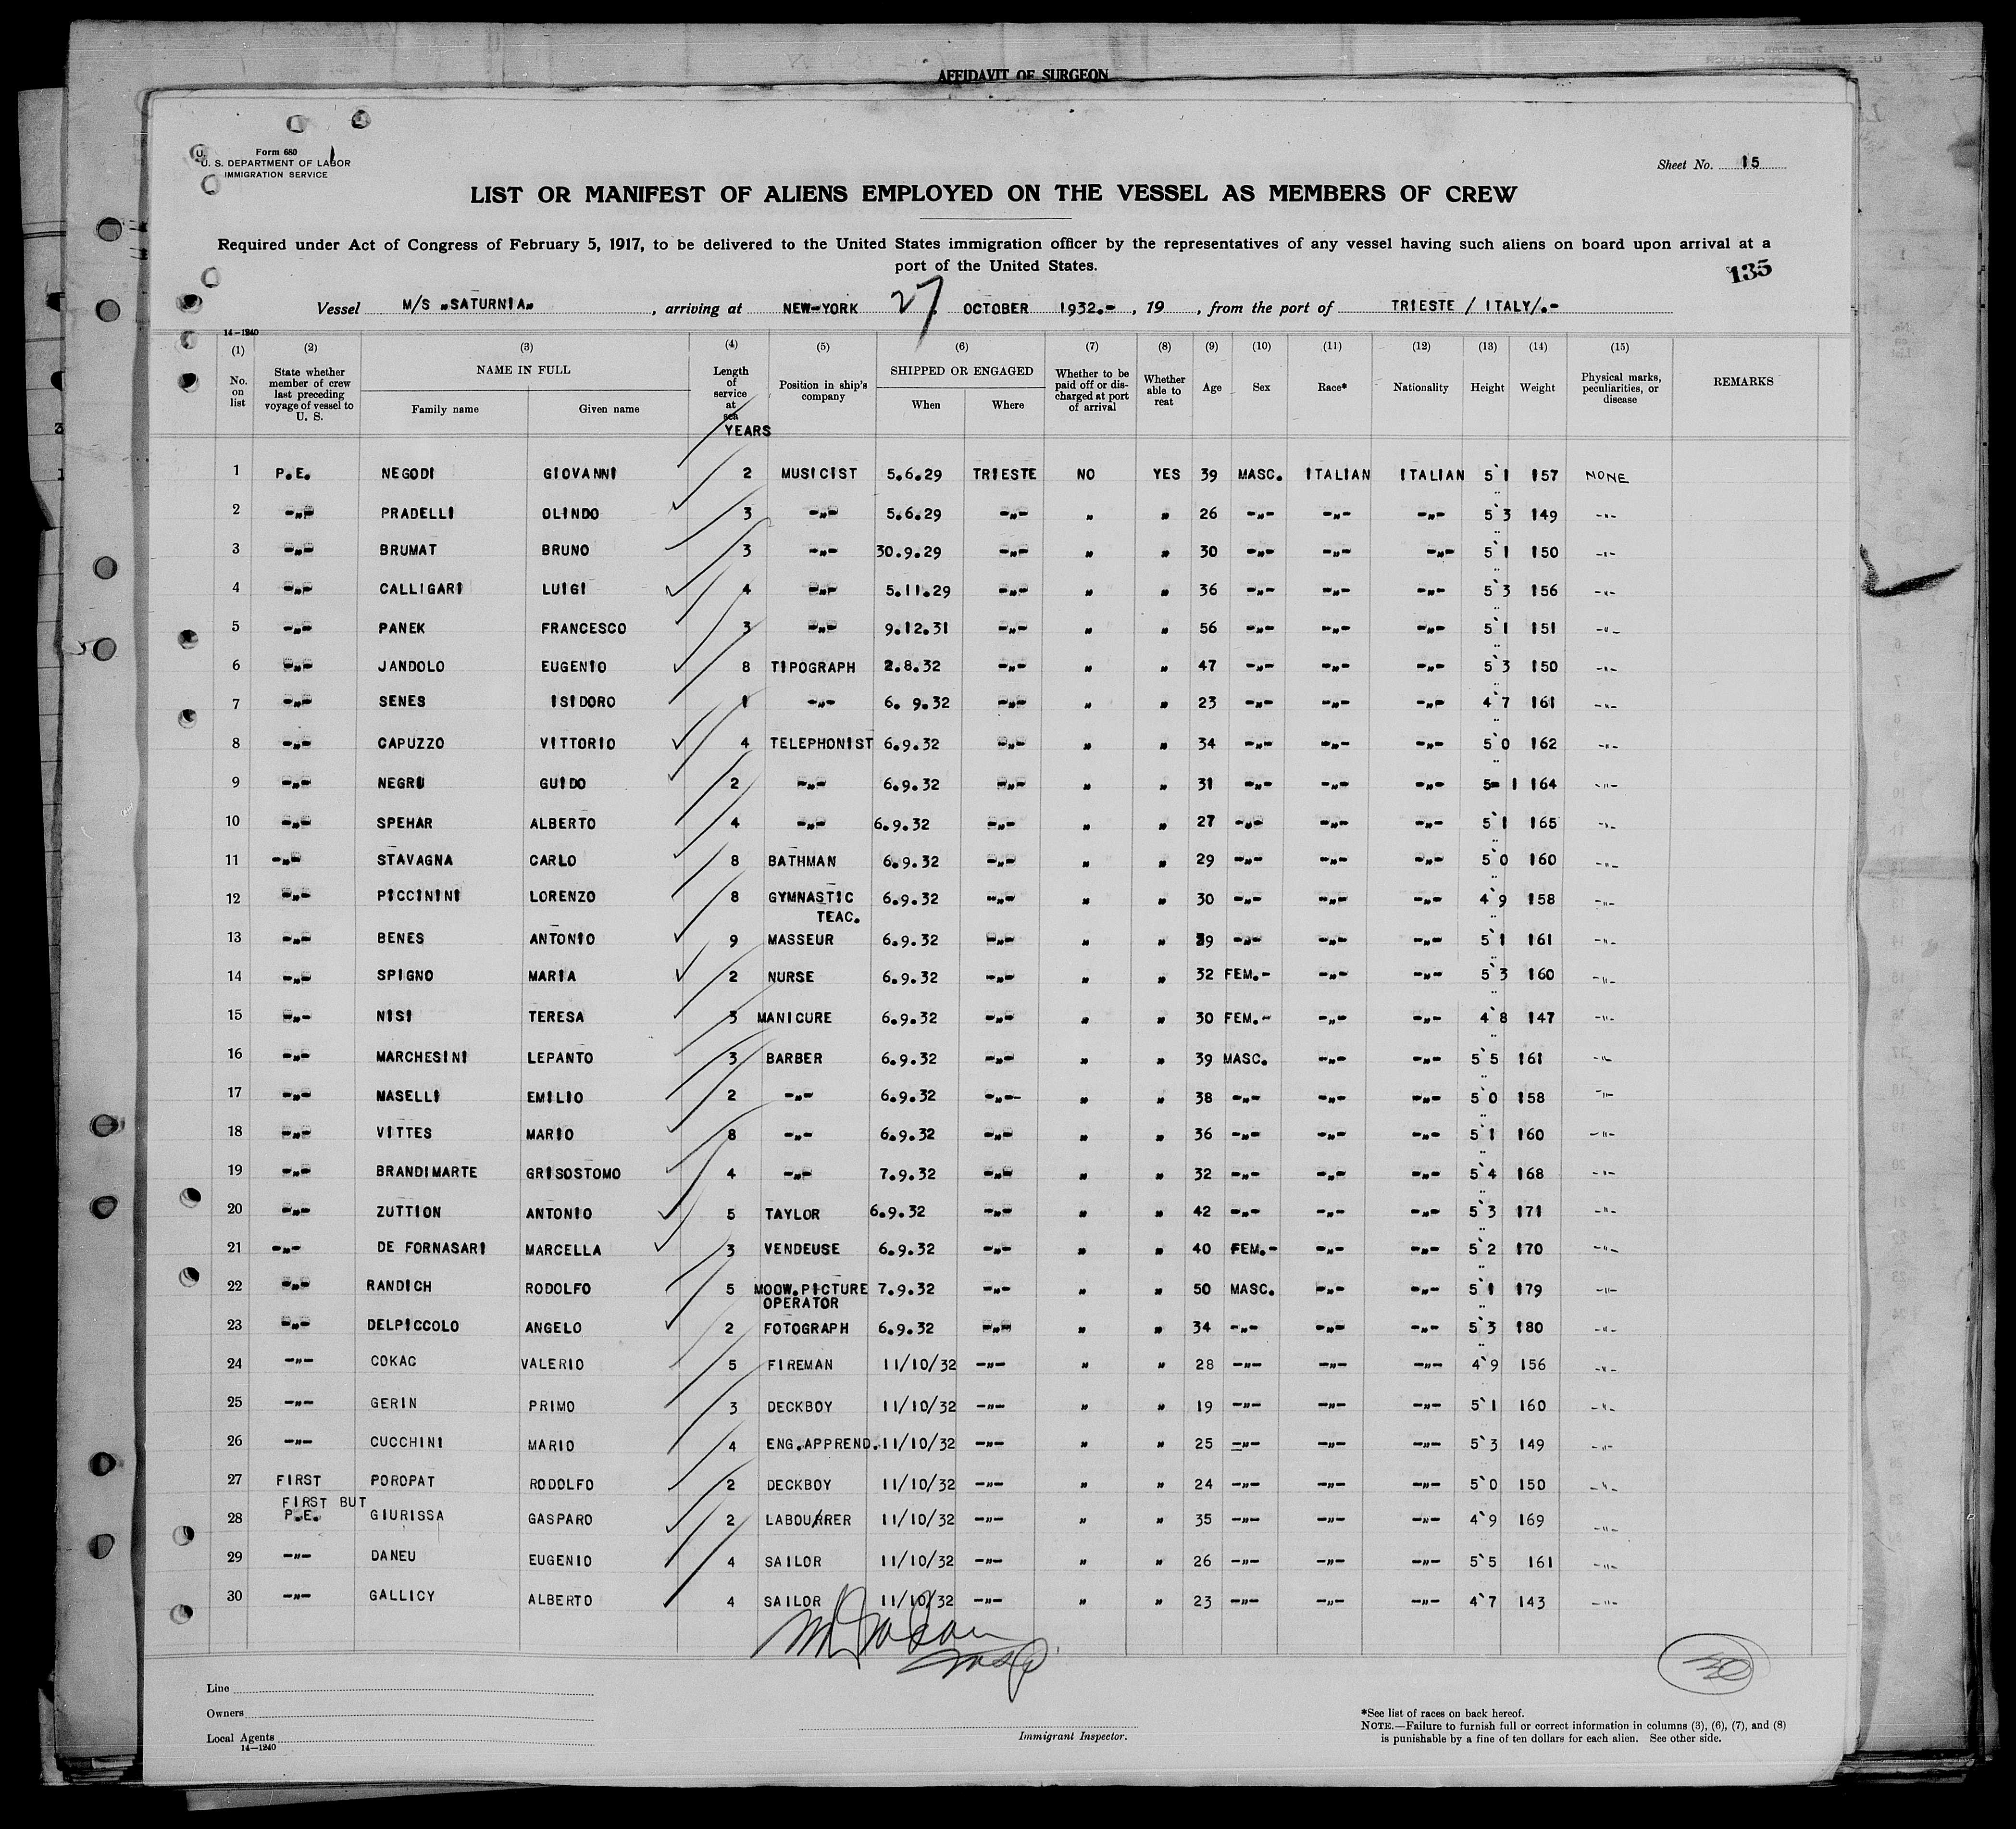 AFFIDAVIT OF SURGEON
Form 680
U. S. DEPARTMENT OF LABOR
IMMIGRATION SERVICE
Sheet No. 15
LIST OR MANIFEST OF ALIENS EMPLOYED ON THE VESSEL AS MEMBERS OF CREW
Required under Act of Congress of February 5, 1917, to be delivered to the United States immigration officer by the representatives of any vessel having such aliens on board upon arrival at a
port of the United States.
135
Vessel M/S "SATURNIA" , arriving at NEW-YORK 27 OCTOBER 1932.- , 19 , from the port of TRIESTE / ITALY/.-
14-1240
(1) (2) (3) (4) (5) (6) (7) (8) (9) (10) (11) (12) (13) (14) (15)
No. on list State whether member of crew last preceding voyage of vessel to U. S. NAME IN FULL Family name Given name Length of service at sea YEARS Position in ship's company SHIPPED OR ENGAGED When Where Whether to be paid off or discharged at port of arrival Whether able to read Age Sex Race* Nationality Height Weight Physical marks, peculiarities, or disease REMARKS
1 P.E. NEGODI GIOVANNI 2 MUSICIST 5.6.29 TRIESTE NO YES 39 MASC. ITALIAN ITALIAN 5`1 157 NONE
2 -"- PRADELLI OLINDO 3 -"- 5.6.29 -"- " " 26 -"- -"- -"- 5`3 149 -"-
3 -"- BRUMAT BRUNO 3 -"- 30.9.29 -"- " " 30 -"- -"- -"- 5`1 150 -"-
4 -"- CALLIGARI LUIGI 4 -"- 5.11.29 -"- " " 36 -"- -"- -"- 5`3 156 -"-
5 -"- PANEK FRANCESCO 3 -"- 9.12.31 -"- " " 56 -"- -"- -"- 5`1 151 -"-
6 -"- JANDOLO EUGENIO 8 TIPOGRAPH 2.8.32 -"- " " 47 -"- -"- -"- 5`3 150 -"-
7 -"- SENES ISIDORO 1 -"- 6. 9.32 -"- " " 23 -"- -"- -"- 4`7 161 -"-
8 -"- CAPUZZO VITTORIO 4 TELEPHONIST 6.9.32 -"- " " 34 -"- -"- -"- 5`0 162 -"-
9 -"- NEGRU GUIDO 2 -"- 6.9.32 -"- " " 31 -"- -"- -"- 5- 1 164 -"-
10 -"- SPEHAR ALBERTO 4 -"- 6.9.32 -"- " " 27 -"- -"- -"- 5`1 165 -"-
11 -"- STAVAGNA CARLO 8 BATHMAN 6.9.32 -"- " " 29 -"- -"- -"- 5`0 160 -"-
12 -"- PICCININI LORENZO 8 GYMNASTIC TEAC. 6.9.32 -"- " " 30 -"- -"- -"- 4`9 158 -"-
13 -"- BENES ANTONIO 9 MASSEUR 6.9.32 -"- " " 39 -"- -"- -"- 5`1 161 -"-
14 -"- SPIGNO MARIA 2 NURSE 6.9.32 -"- " " 32 FEM.- -"- -"- 5`3 160 -"-
15 -"- NISI TERESA 3 MANICURE 6.9.32 -"- " " 30 FEM.- -"- -"- 4`8 147 -"-
16 -"- MARCHESINI LEPANTO 3 BARBER 6.9.32 -"- " " 39 MASC. -"- -"- 5`5 161 -"-
17 -"- MASELLI EMILIO 2 -"- 6.9.32 -"- " " 38 -"- -"- -"- 5`0 158 -"-
18 -"- VITTES MARIO 8 -"- 6.9.32 -"- " " 36 -"- -"- -"- 5`1 160 -"-
19 -"- BRANDIMARTE GRISOSTOMO 4 -"- 7.9.32 -"- " " 32 -"- -"- -"- 5`4 168 -"-
20 -"- ZUTTION ANTONIO 5 TAYLOR 6.9.32 -"- " " 42 -"- -"- -"- 5`3 171 -"-
21 -"- DE FORNASARI MARCELLA 3 VENDEUSE 6.9.32 -"- " " 40 FEM.- -"- -"- 5`2 170 -"-
22 -"- RANDICH RODOLFO 5 MOOW.PICTURE OPERATOR 7.9.32 -"- " " 50 MASC. -"- -"- 5`1 179 -"-
23 -"- DELPICCOLO ANGELO 2 FOTOGRAPH 6.9.32 -"- " " 34 -"- -"- -"- 5`3 180 -"-
24 -"- COKAC VALERIO 5 FIREMAN 11/10/32 -"- " " 28 -"- -"- -"- 4`9 156 -"-
25 -"- GERIN PRIMO 3 DECKBOY 11/10/32 -"- " " 19 -"- -"- -"- 5`1 160 -"-
26 -"- CUCCHINI MARIO 4 ENG.APPREND. 11/10/32 -"- " " 25 -"- -"- -"- 5`3 149 -"-
27 FIRST POROPAT RODOLFO 2 DECKBOY 11/10/32 -"- " " 24 -"- -"- -"- 5`0 150 -"-
28 FIRST BUT P.E. GIURISSA GASPARO 2 LABOURRER 11/10/32 -"- " " 35 -"- -"- -"- 4`9 169 -"-
29 -"- DANEU EUGENIO 4 SAILOR 11/10/32 -"- " " 26 -"- -"- -"- 5`5 161 -"-
30 -"- GALLICY ALBERTO 4 SAILOR 11/10/32 -"- " " 23 -"- -"- -"- 4`7 143 -"-
30
Line
Owners
Local Agents
14-1240
Immigrant Inspector.
*See list of races on back hereof.
NOTE.—Failure to furnish full or correct information in columns (3), (6), (7), and (8)
is punishable by a fine of ten dollars for each alien. See other side.